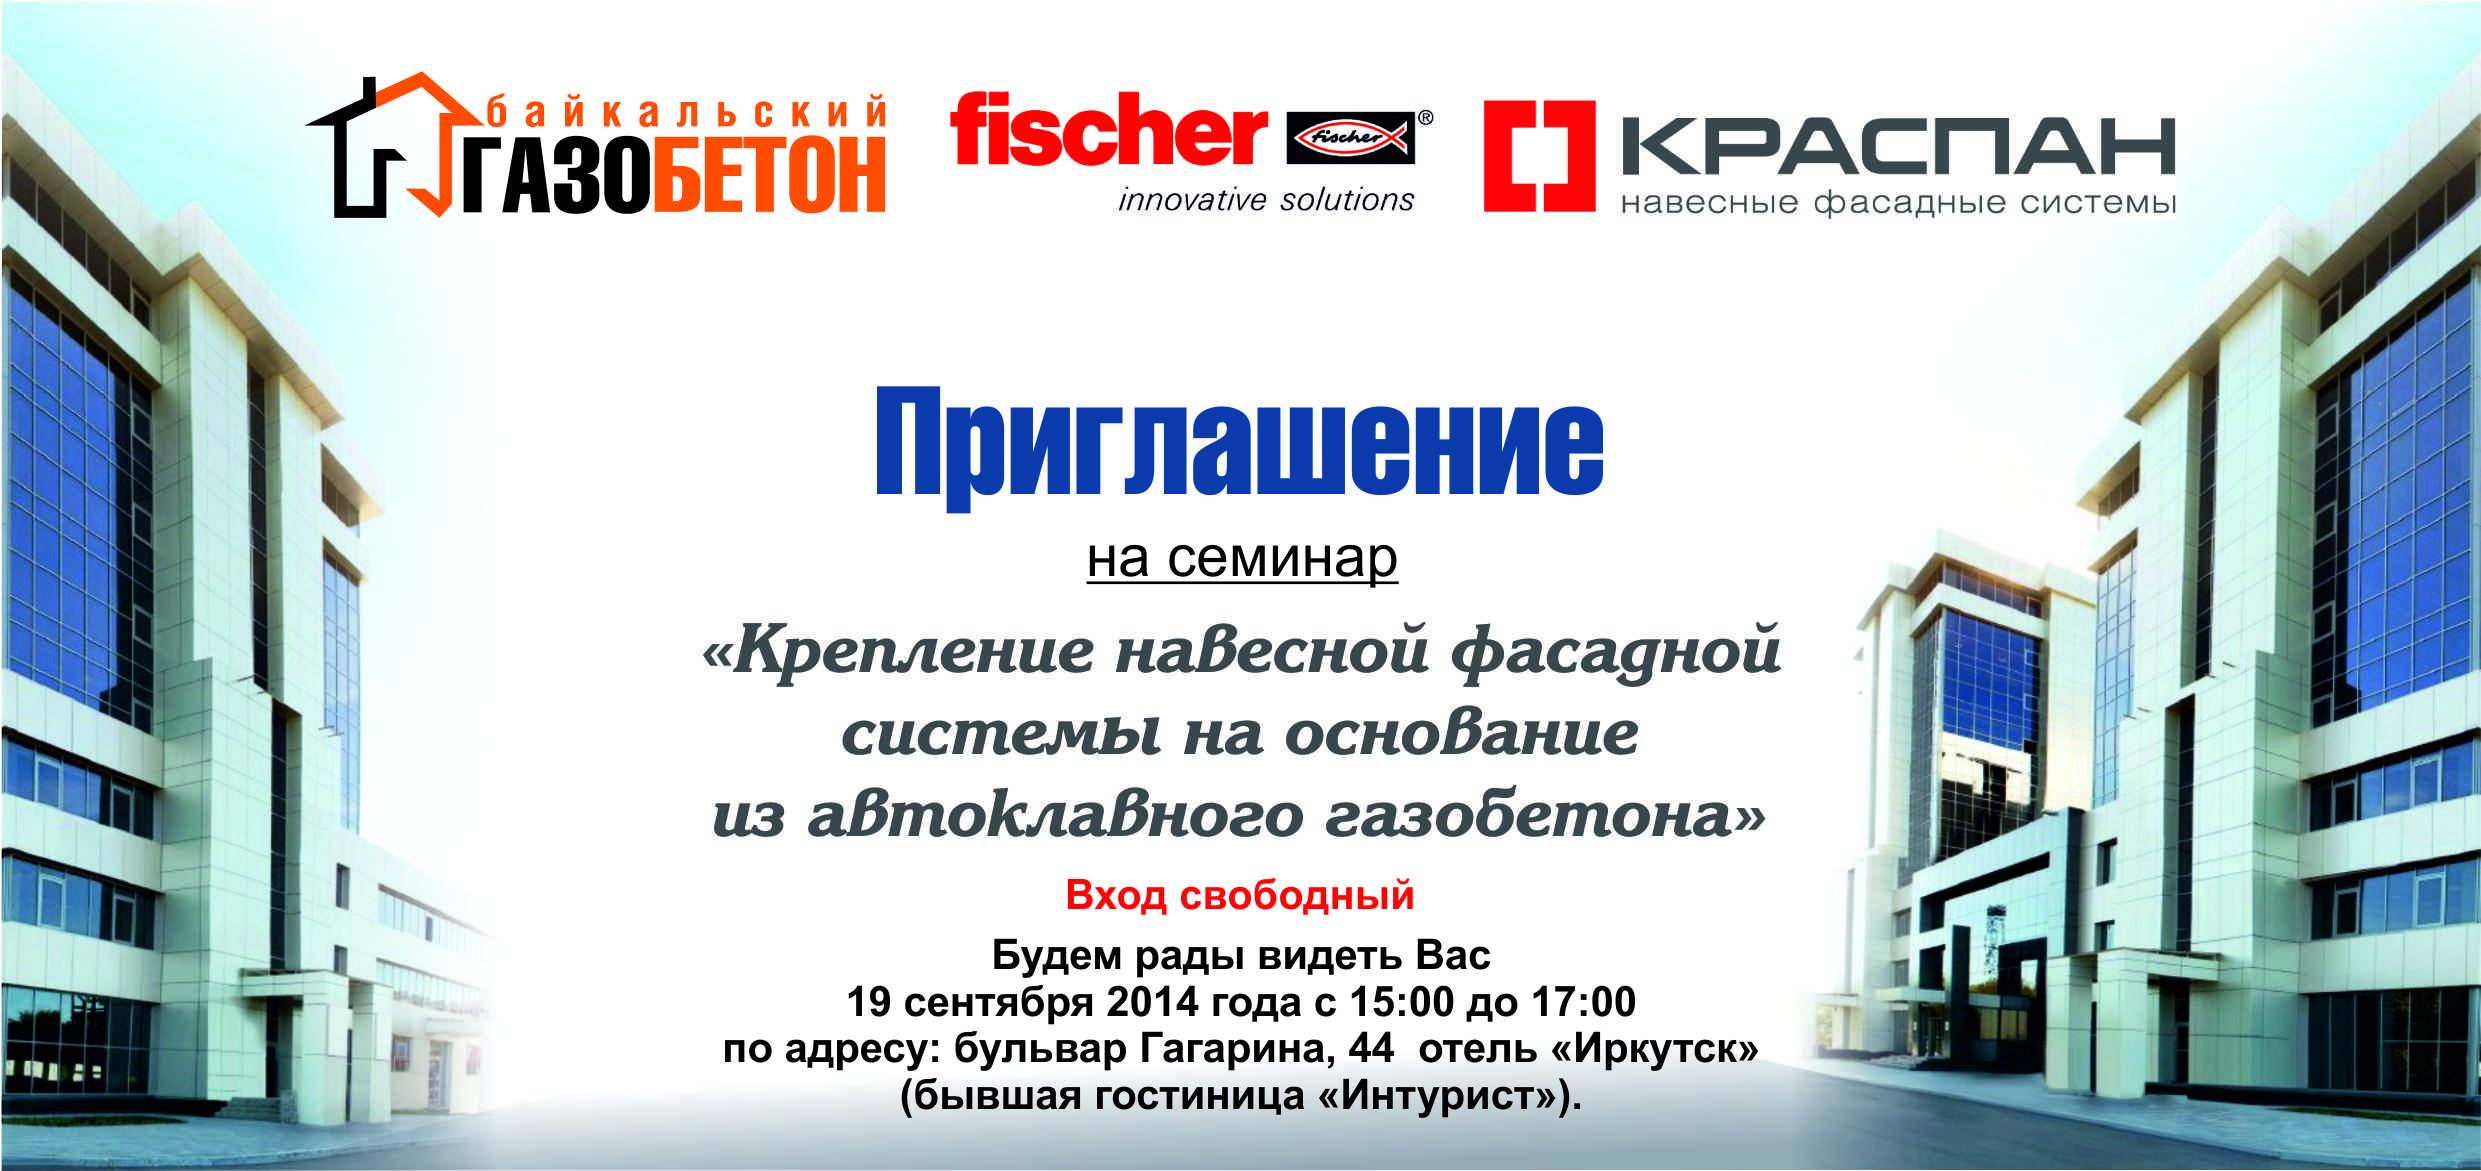 байкальский
ГАЗОБЕТОН
fischer
fischer ®
innovative solutions
КРАСПАН
навесные фасадные системы
Приглашение
на семинар
«Крепление навесной фасадной
системы на основание
из автоклавного газобетона»
Вход свободный
Будем рады видеть Вас
19 сентября 2014 года с 15:00 до 17:00
по адресу: бульвар Гагарина, 44 отель «Иркутск»
(бывшая гостиница «Интурист»).